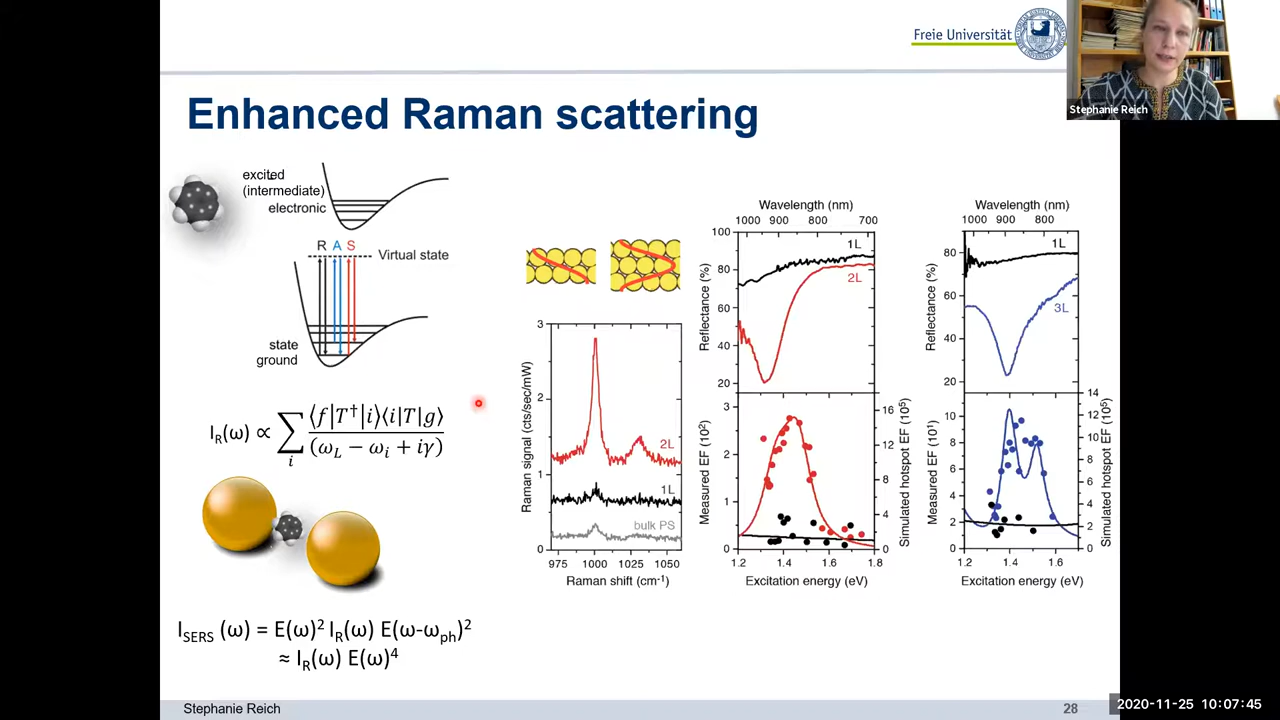 Freie Universität
Stephanie Reich
Enhanced Raman scattering
excited
(intermediate)
electronic
R A S
Virtual state
state
ground
I_R(ω) ∝ ∑_i ⟨f|T†|i⟩⟨i|T|g⟩ / (ω_L − ω_i + iγ)
I_SERS (ω) = E(ω)² I_R(ω) E(ω-ω_ph)²
≈ I_R(ω) E(ω)⁴
3
2
1
0
Raman signal (cts/sec/mW)
2L
1L
bulk PS
975 1000 1025 1050
Raman shift (cm⁻¹)
Wavelength (nm)
1000 900 800 700
100
80
60
40
20
Reflectance (%)
1L
2L
3
2
1
0
Measured EF (10²)
16
12
8
4
0
Simulated hotspot EF (10⁵)
1.2 1.4 1.6 1.8
Excitation energy (eV)
Wavelength (nm)
1000 900 800
80
60
40
20
Reflectance (%)
1L
3L
10
8
6
4
2
0
Measured EF (10¹)
14
12
10
8
6
4
2
0
Simulated hotspot EF (10⁵)
1.2 1.4 1.6
Excitation energy (eV)
Stephanie Reich
28
2020-11-25 10:07:45